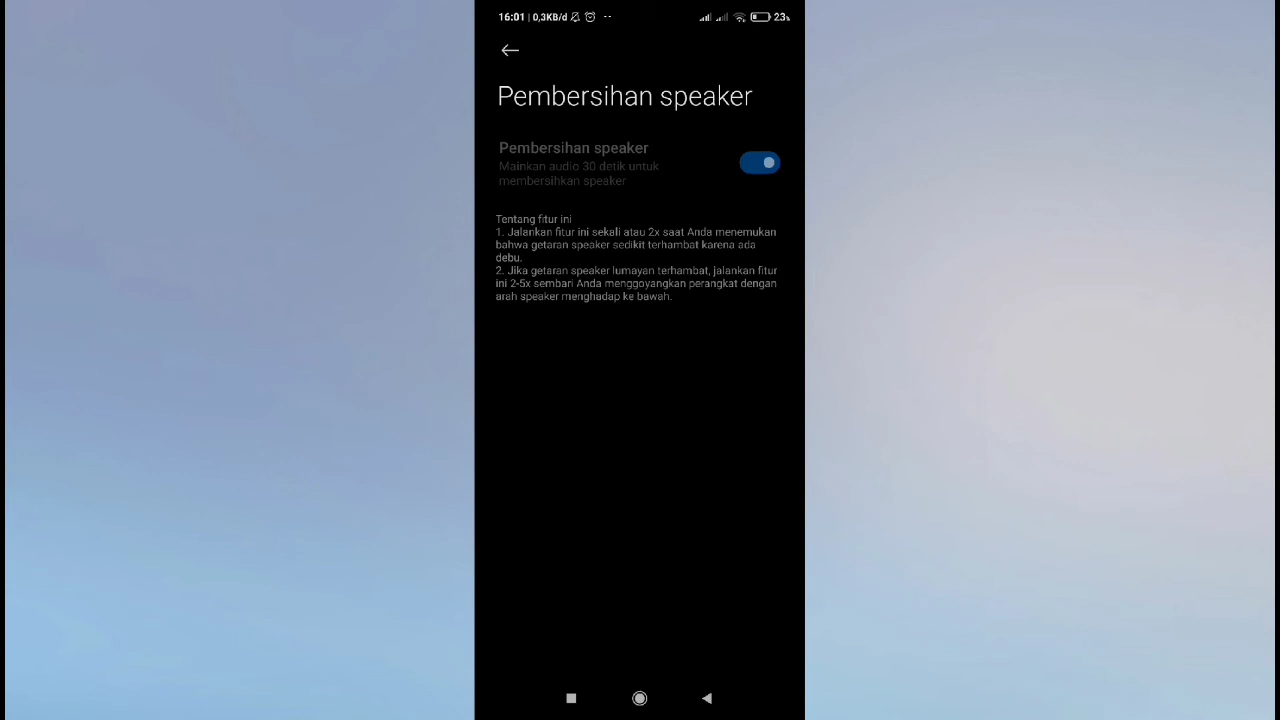 16:01 | 0,3KB/d 23%
Pembersihan speaker
Pembersihan speaker
Mainkan audio 30 detik untuk
membersihkan speaker
Tentang fitur ini
1. Jalankan fitur ini sekali atau 2x saat Anda menemukan
bahwa getaran speaker sedikit terhambat karena ada
debu.
2. Jika getaran speaker lumayan terhambat, jalankan fitur
ini 2-5x sembari Anda menggoyangkan perangkat dengan
arah speaker menghadap ke bawah.